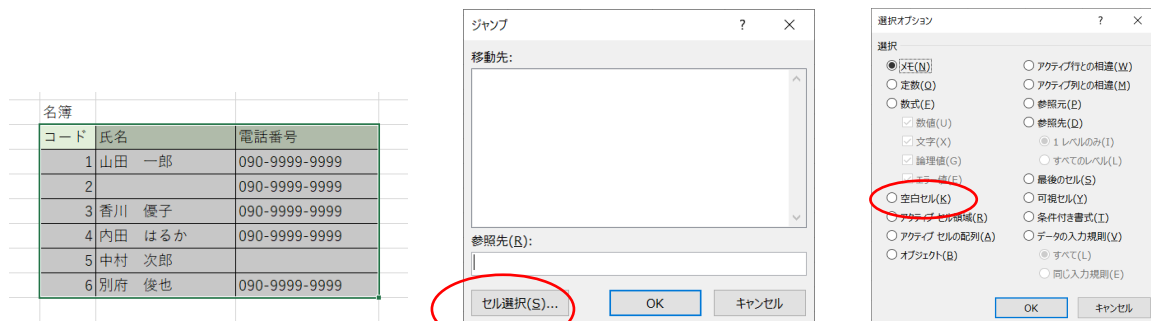 名簿
コード 氏名 電話番号
1 山田 一郎 090-9999-9999
2 090-9999-9999
3 香川 優子 090-9999-9999
4 内田 はるか 090-9999-9999
5 中村 次郎
6 別府 俊也 090-9999-9999
ジャンプ ? ×
移動先:
参照先(R):
セル選択(S)... OK キャンセル
選択オプション ? ×
選択
メモ(N)
定数(O)
数式(F)
数値(U)
文字(X)
論理値(G)
エラー値(E)
空白セル(K)
アクティブ セル領域(R)
アクティブ セルの配列(A)
オブジェクト(B)
アクティブ行との相違(W)
アクティブ列との相違(M)
参照元(P)
参照先(D)
1 レベルのみ(I)
すべてのレベル(L)
最後のセル(S)
可視セル(Y)
条件付き書式(T)
データの入力規則(V)
すべて(L)
同じ入力規則(E)
OK キャンセル